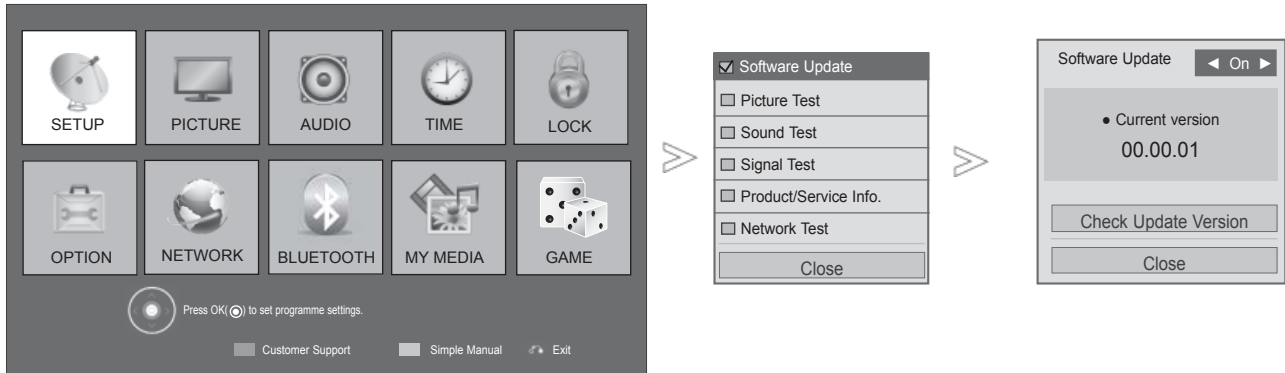 SETUP
PICTURE
AUDIO
TIME
LOCK
OPTION
NETWORK
BLUETOOTH
MY MEDIA
GAME
Press OK(◉) to set programme settings.
Customer Support
Simple Manual
Exit
Software Update
Picture Test
Sound Test
Signal Test
Product/Service Info.
Network Test
Close
Software Update ◄ On ►
● Current version
00.00.01
Check Update Version
Close